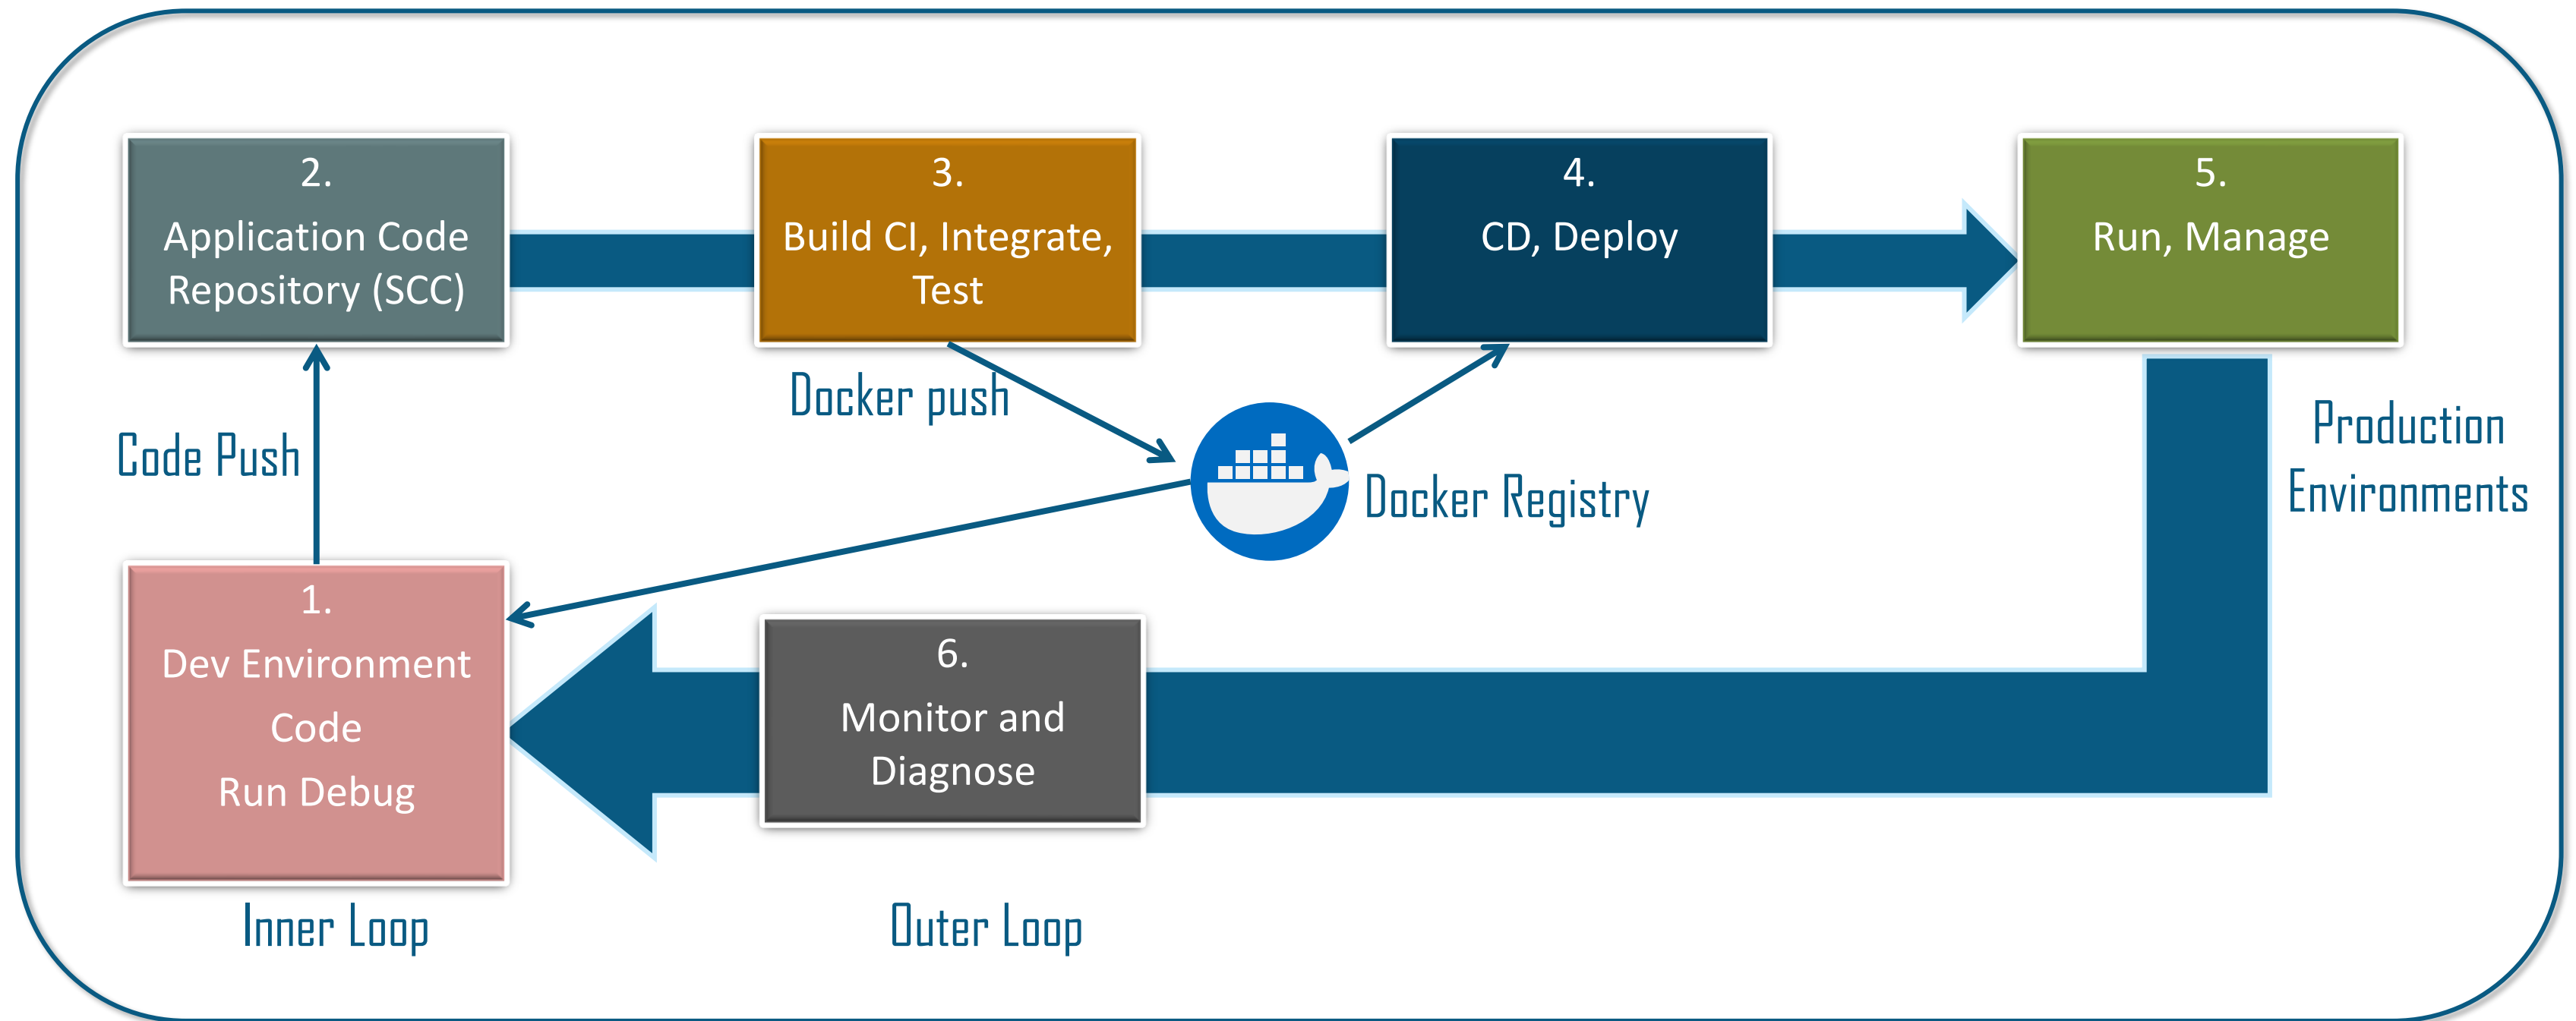 2.
Application Code
Repository (SCC)
3.
Build CI, Integrate,
Test
4.
CD, Deploy
5.
Run, Manage
Docker push
Code Push
Docker Registry
Production
Environments
1.
Dev Environment
Code
Run Debug
6.
Monitor and
Diagnose
Inner Loop
Outer Loop